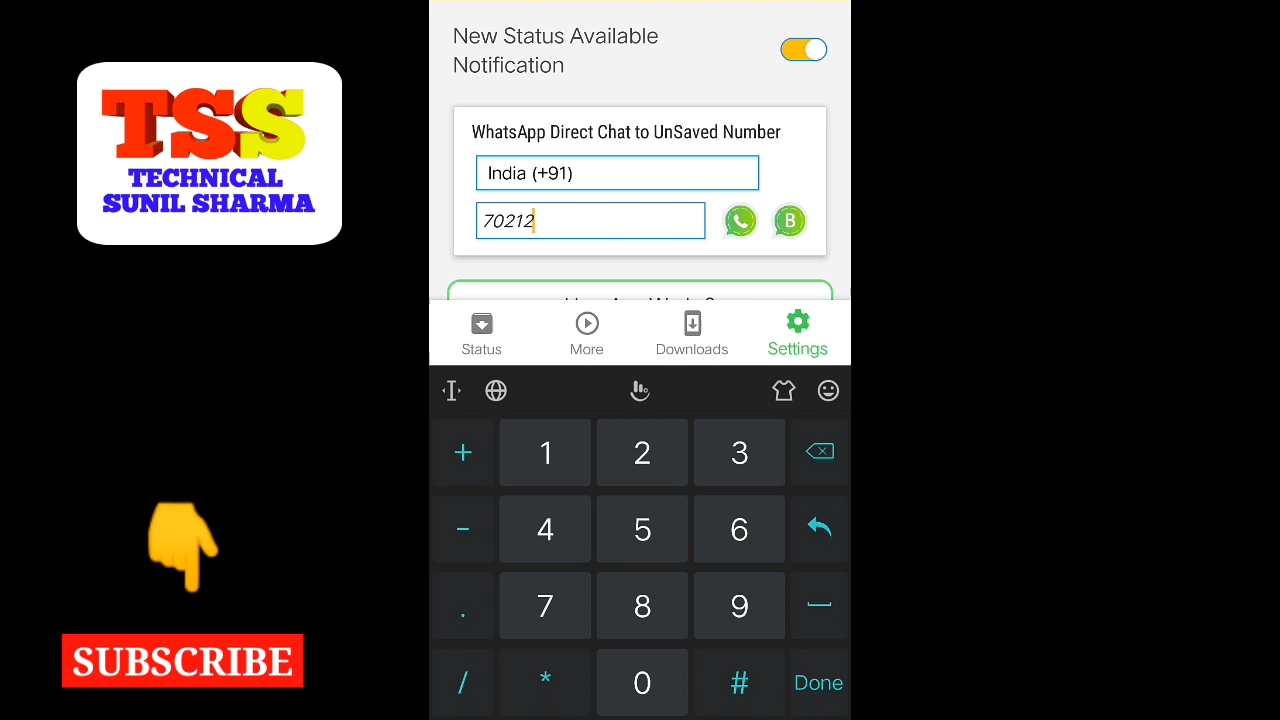 TSS
TECHNICAL
SUNIL SHARMA
SUBSCRIBE
New Status Available
Notification
WhatsApp Direct Chat to UnSaved Number
India (+91)
70212
B
Status
More
Downloads
Settings
+ 1 2 3
- 4 5 6
. 7 8 9
/ * 0 # Done